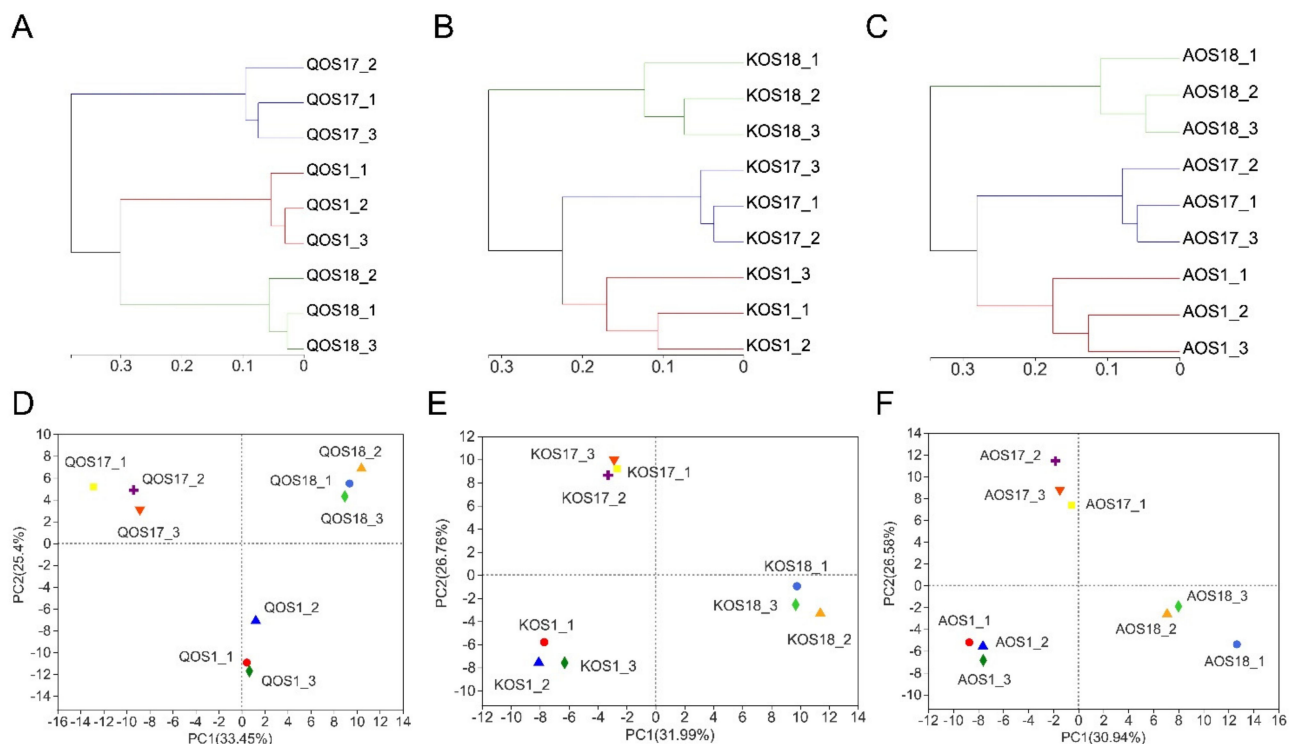 A
QOS17_2
QOS17_1
QOS17_3
QOS1_1
QOS1_2
QOS1_3
QOS18_2
QOS18_1
QOS18_3
0.3 0.2 0.1 0
B
KOS18_1
KOS18_2
KOS18_3
KOS17_3
KOS17_1
KOS17_2
KOS1_3
KOS1_1
KOS1_2
0.3 0.2 0.1 0
C
AOS18_1
AOS18_2
AOS18_3
AOS17_2
AOS17_1
AOS17_3
AOS1_1
AOS1_2
AOS1_3
0.3 0.2 0.1 0
D
PC2(25.4%)
10
8
6
4
2
0
-2
-4
-6
-8
-10
-12
-14
QOS17_1
QOS17_2
QOS17_3
QOS18_2
QOS18_1
QOS18_3
QOS1_2
QOS1_1
QOS1_3
-16 -14 -12 -10 -8 -6 -4 -2 0 2 4 6 8 10 12 14
PC1(33.45%)
E
PC2(26.76%)
12
10
8
6
4
2
0
-2
-4
-6
-8
-10
KOS17_3
KOS17_1
KOS17_2
KOS18_1
KOS18_3
KOS18_2
KOS1_1
KOS1_3
KOS1_2
-12 -10 -8 -6 -4 -2 0 2 4 6 8 10 12 14
PC1(31.99%)
F
PC2(26.58%)
14
12
10
8
6
4
2
0
-2
-4
-6
-8
-10
AOS17_2
AOS17_3
AOS17_1
AOS18_3
AOS18_2
AOS18_1
AOS1_1
AOS1_2
AOS1_3
-12 -10 -8 -6 -4 -2 0 2 4 6 8 10 12 14 16
PC1(30.94%)